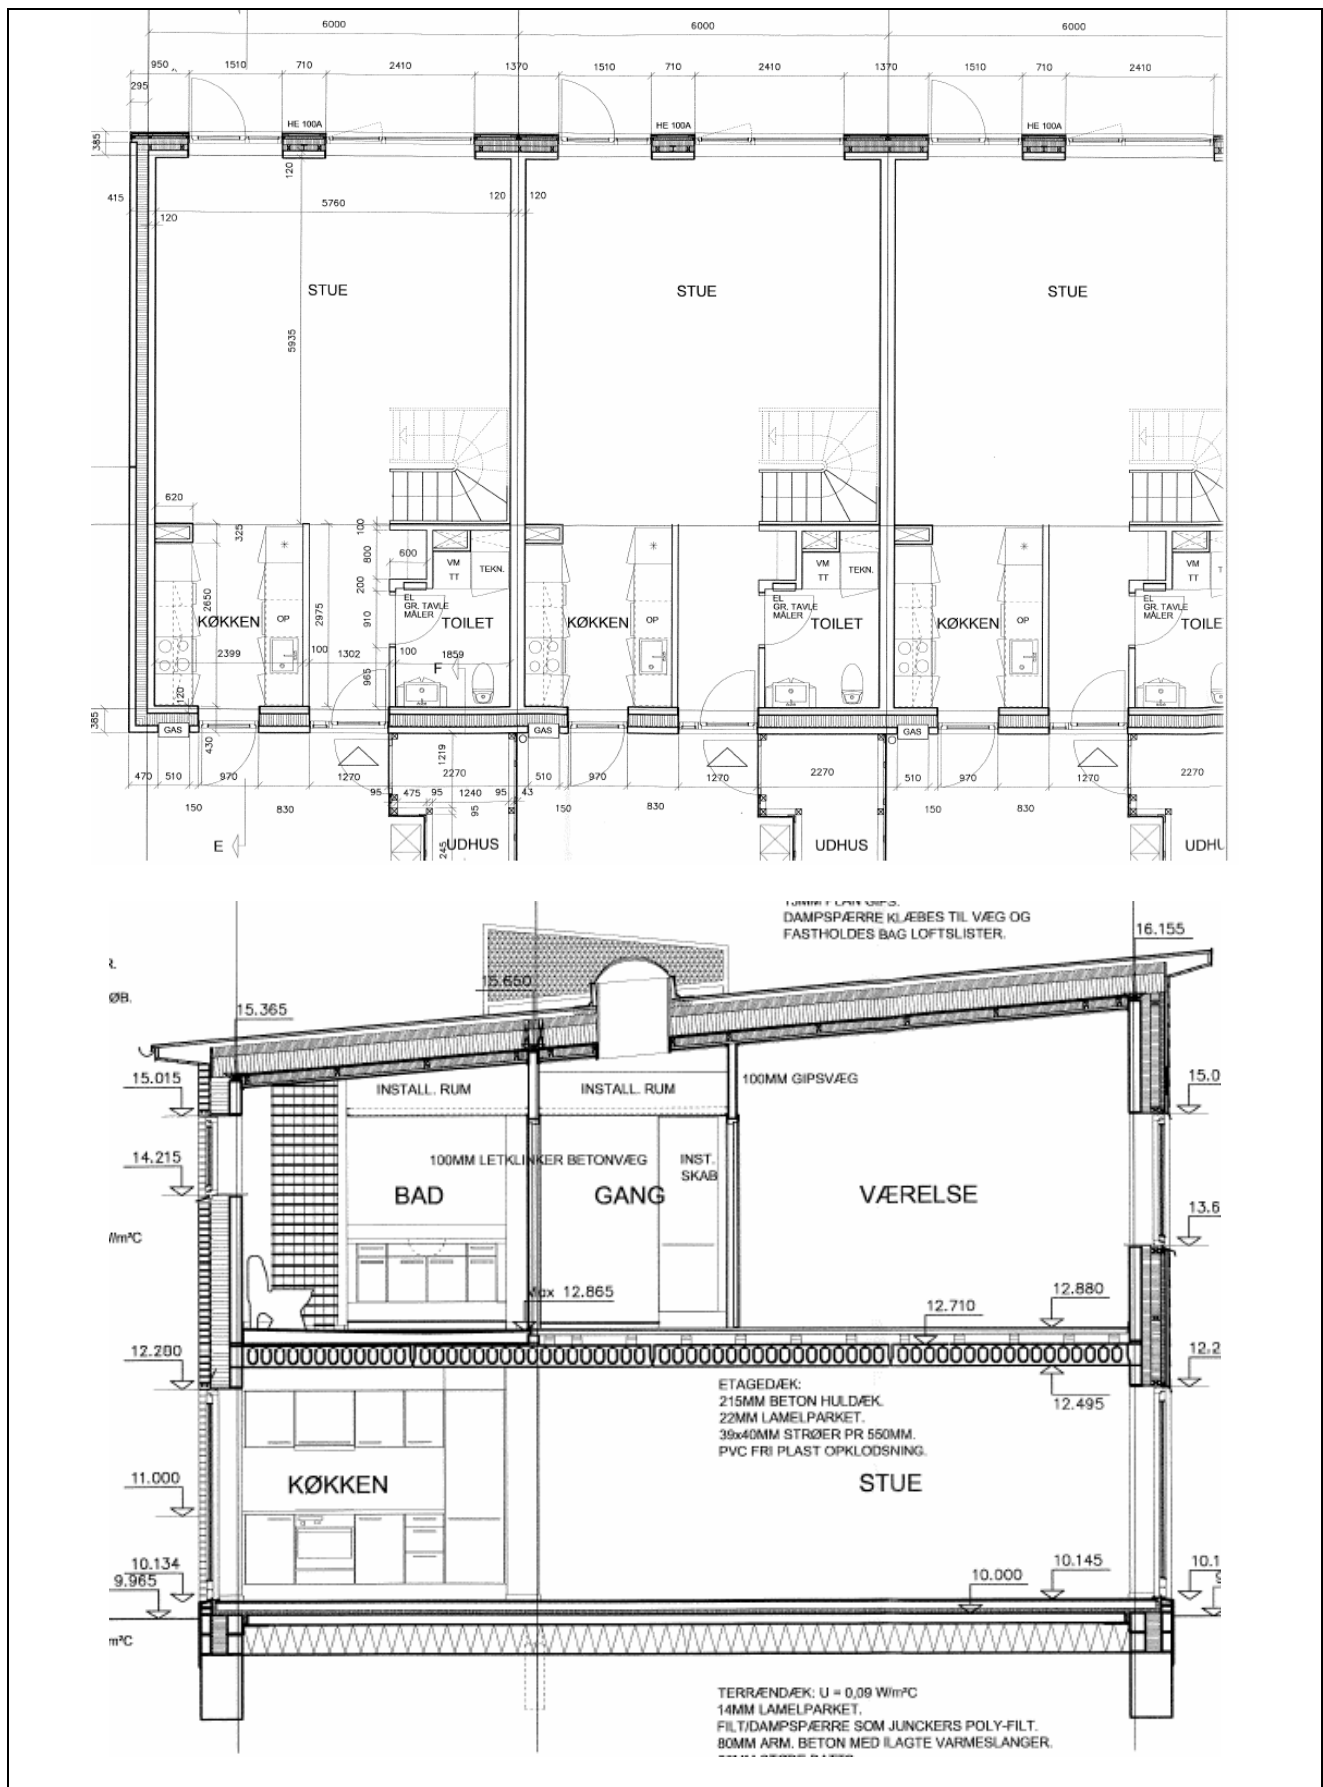 6000 6000 6000
950 1510 710 2410 1370 1510 710 2410 1370 1510 710 2410
295
HE 100A HE 100A HE 100A
385
120
415 120 120
5760
120
STUE STUE STUE
5935
620
325 100
600 800
VM TEKN. VM TEKN. VM
TT TT TT
200
EL EL EL
GR. TAVLE GR. TAVLE GR. TAVLE
MÅLER MÅLER MÅLER
2650 2975 910
KØKKEN OP TOILET KØKKEN OP TOILET KØKKEN OP
2399 100 1302 100 1859
F
965
120
385
GAS GAS GAS
430 1219
470 510 970 1270 2270 510 970 1270 2270 510 970 1270 2270
95 475 95 1240 95 43
150 830 95 150 830 150 830
E 245 UDHUS UDHUS
DAMPSPÆRRE KLÆBES TIL VÆG OG
FASTHOLDES BAG LOFTSLISTER.
16.155
15.650
15.365
15.015
INSTALL. RUM INSTALL. RUM 100MM GIPSVÆG
14.215
100MM LETKLINKER BETONVÆG INST.
SKAB
BAD GANG VÆRELSE
Max 12.865 12.710 12.880
12.200
ETAGEDÆK:
215MM BETON HULDÆK. 12.495
22MM LAMELPARKET.
39x40MM STRØER PR 550MM.
PVC FRI PLAST OPKLODSNING.
11.000 KØKKEN STUE
10.134
9.965 10.000 10.145
TERRÆNDÆK: U = 0,09 W/m²C
14MM LAMELPARKET.
FILT/DAMPSPÆRRE SOM JUNCKERS POLY-FILT.
80MM ARM. BETON MED ILAGTE VARMESLANGER.